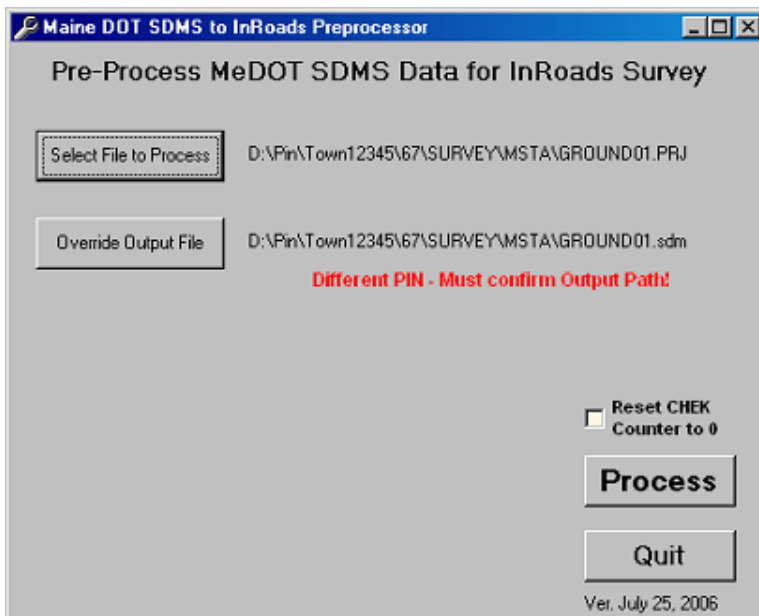 Maine DOT SDMS to InRoads Preprocessor
Pre-Process MeDOT SDMS Data for InRoads Survey
Select File to Process D:\Pin\Town12345\67\SURVEY\MSTA\GROUND01.PRJ
Override Output File D:\Pin\Town12345\67\SURVEY\MSTA\GROUND01.sdm
Different PIN - Must confirm Output Path!
Reset CHEK
Counter to 0
Process
Quit
Ver. July 25, 2006